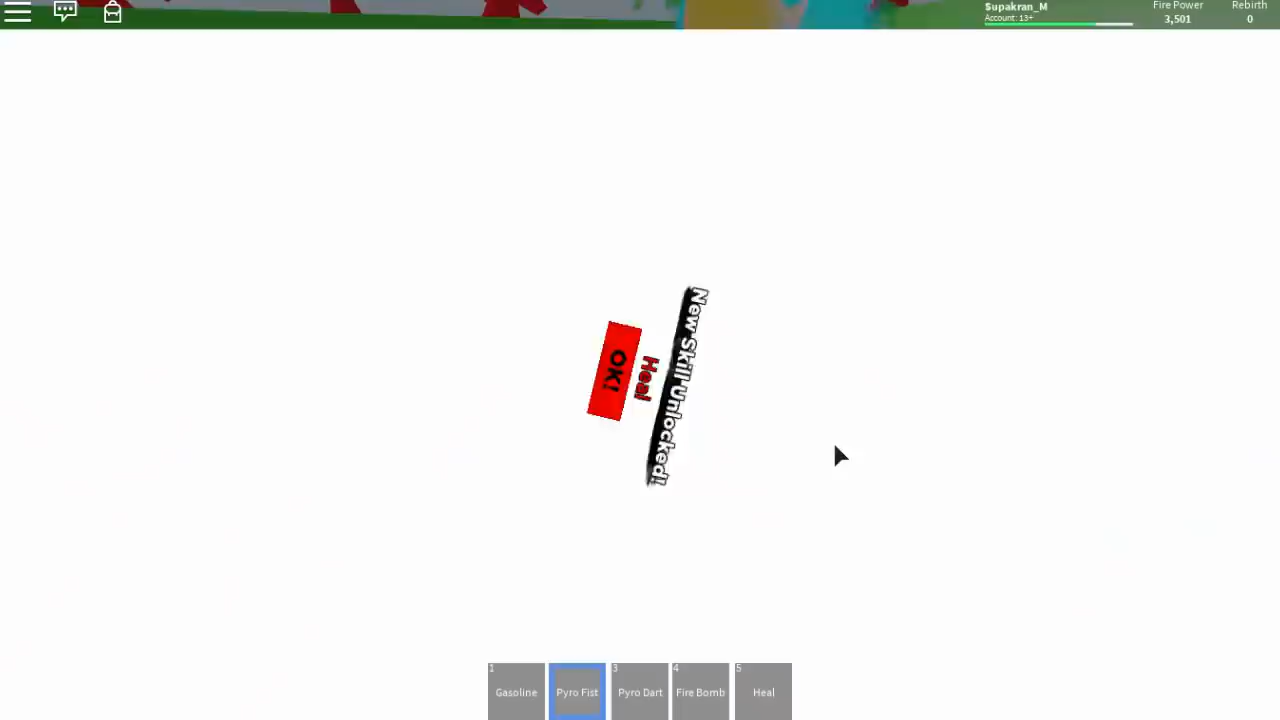 $upakran_M
Account: 13+
Fire Power
3,501
Rebirth
0
New Skill Unlocked!
Heal
OK!
1
Gasoline
Pyro Fist
3
Pyro Dart
4
Fire Bomb
5
Heal